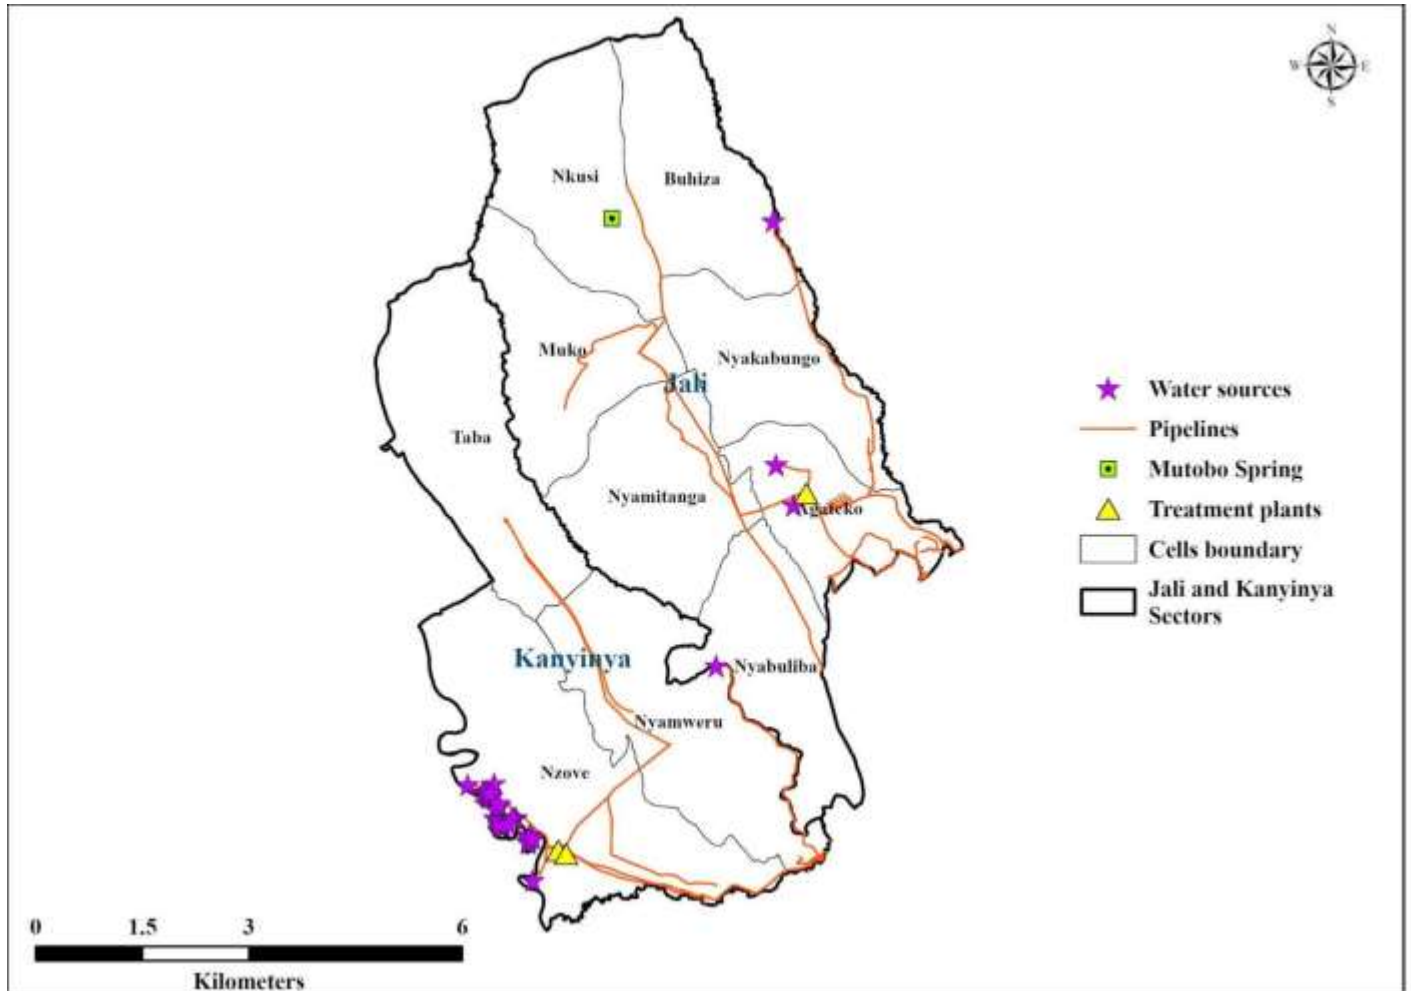 N
W E
S
Nkusi
Buhiza
Muko
Nyakabungo
Jali
Taba
Nyamitanga
Kanyinya
Nyabuliba
Nyamweru
Nzove
Water sources
Pipelines
Mutobo Spring
Treatment plants
Cells boundary
Jali and Kanyinya
Sectors
0 1.5 3 6
Kilometers